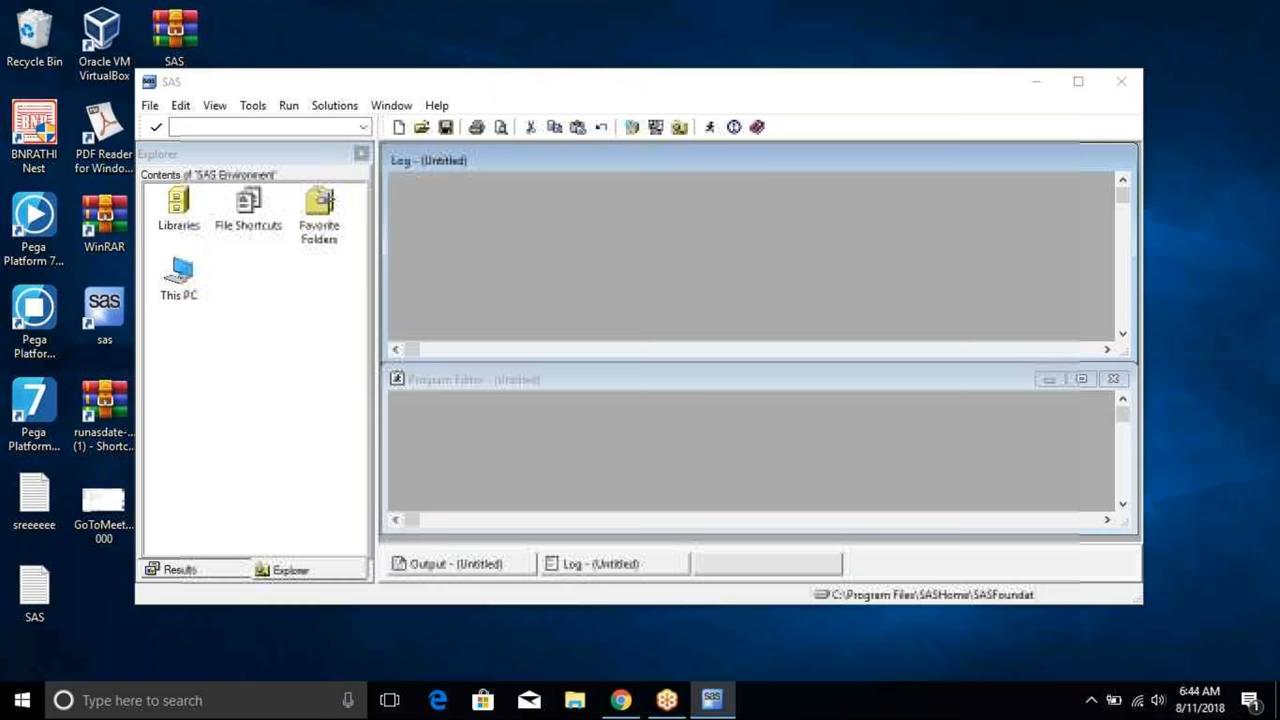 Recycle Bin
Oracle VM
VirtualBox
SAS
BNRATHI
Nest
PDF Reader
for Windo...
Pega
Platform 7...
WinRAR
Pega
Platfor...
sas
sas
7
Pega
Platform...
runasdate-...
(1) - Shortc...
sreeeeee
GoToMeet...
000
SAS
SAS
File Edit View Tools Run Solutions Window Help
Explorer
Contents of 'SAS Environment'
Libraries
File Shortcuts
Favorite
Folders
This PC
Results
Explorer
Log - (Untitled)
Program Editor - (Untitled)
Output - (Untitled)
Log - (Untitled)
C:\Program Files\SASHome\SASFoundat
Type here to search
sas
6:44 AM
8/11/2018
1